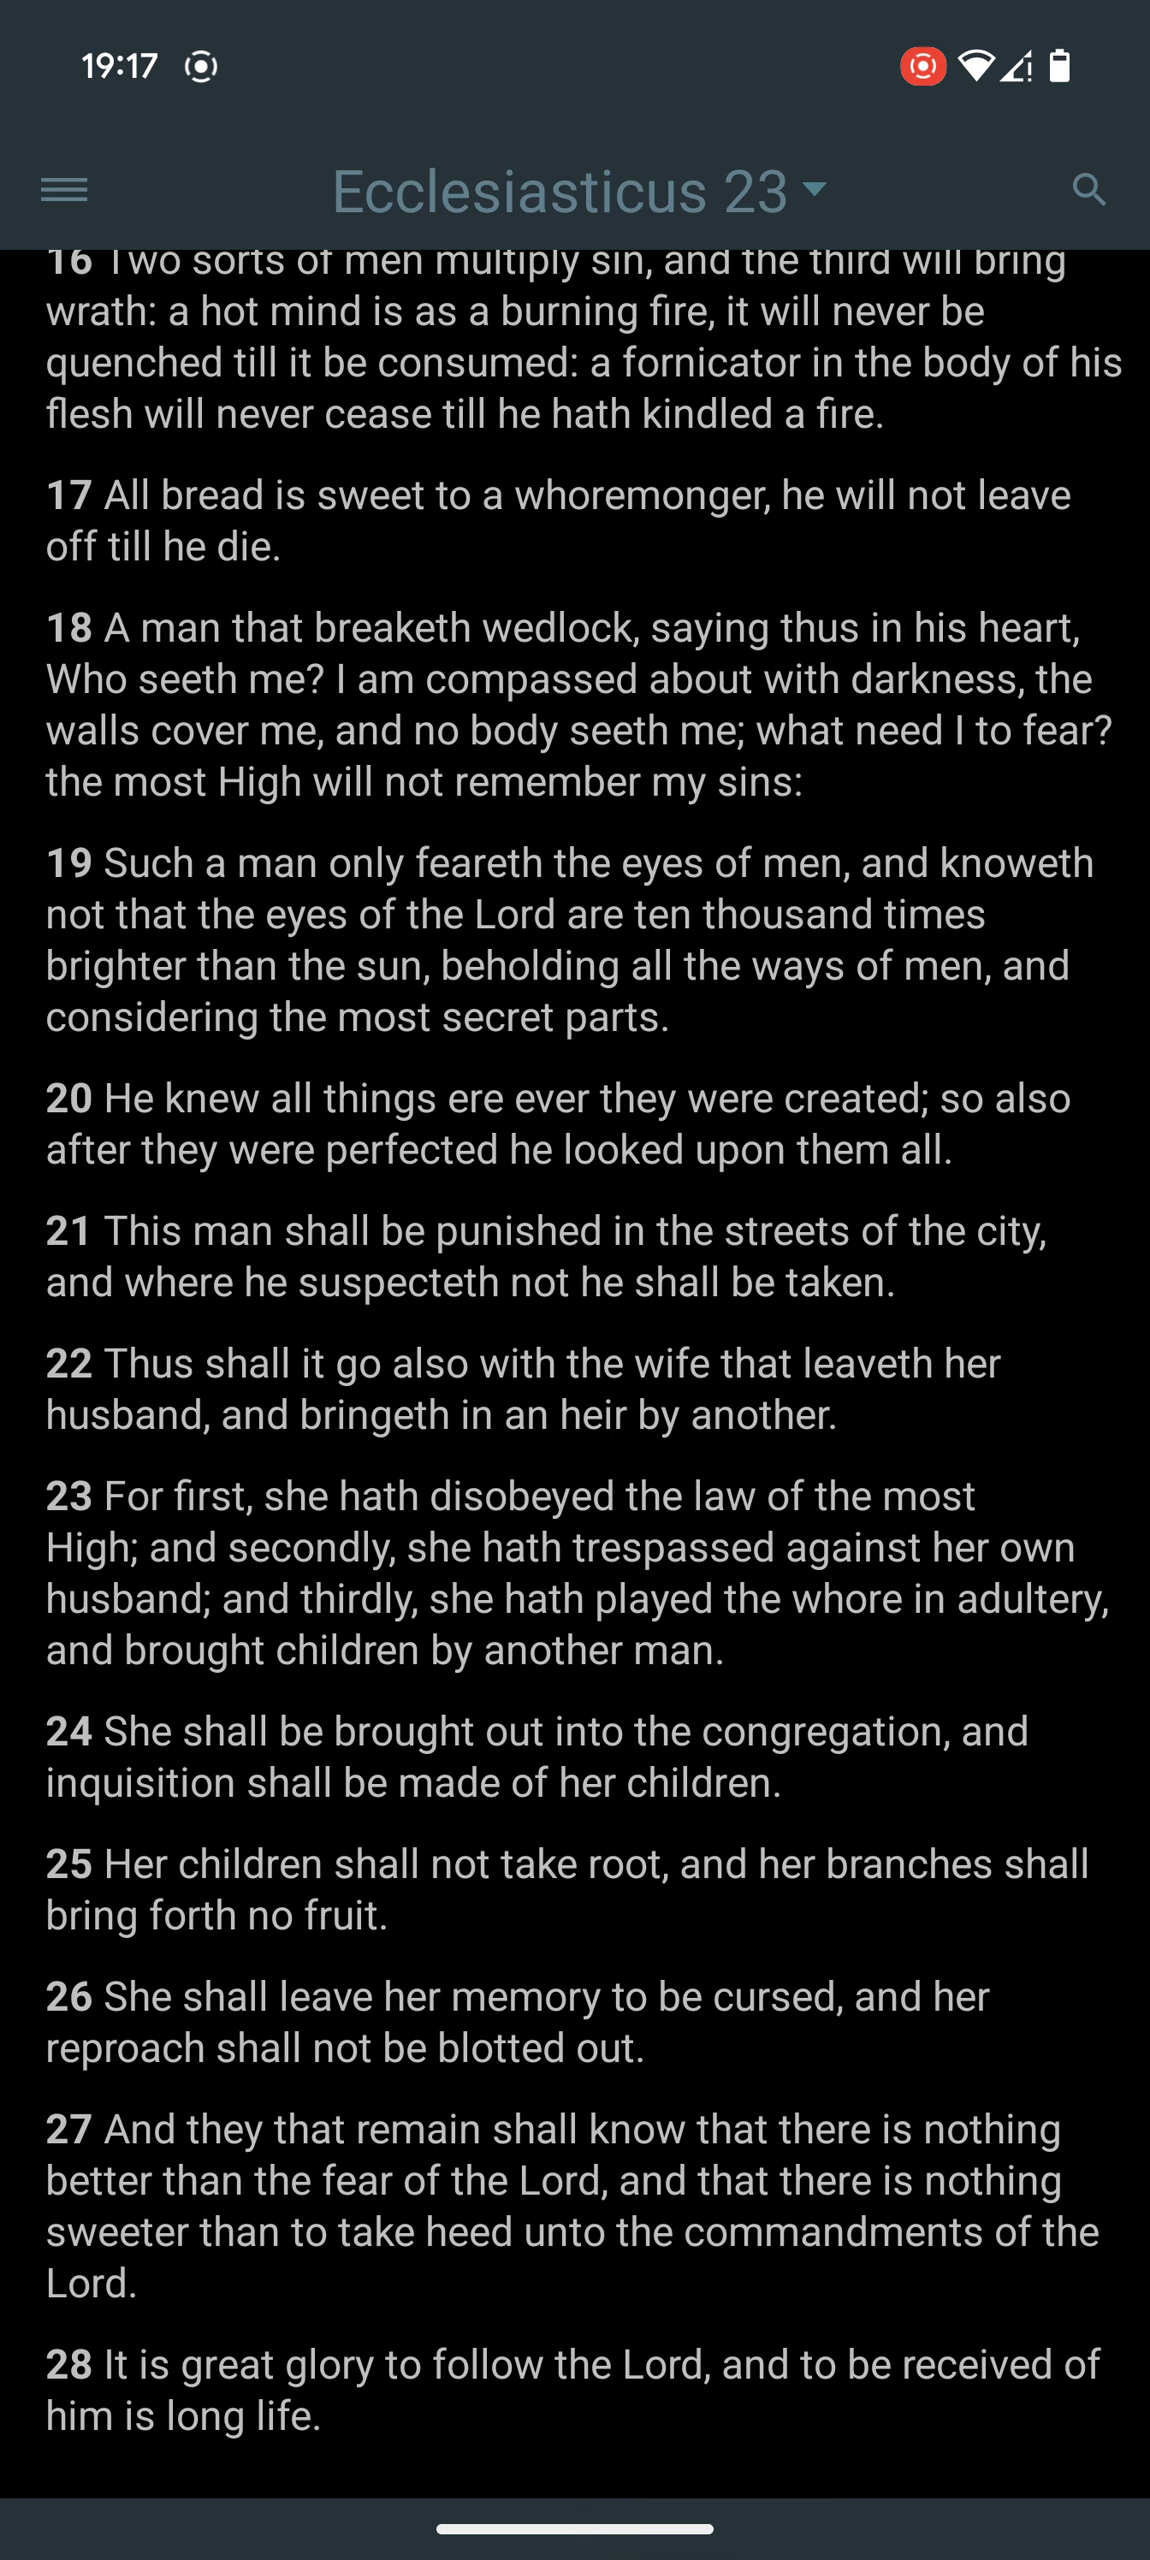 19:17
Ecclesiasticus 23
16 Two sorts of men multiply sin, and the third will bring
wrath: a hot mind is as a burning fire, it will never be
quenched till it be consumed: a fornicator in the body of his
flesh will never cease till he hath kindled a fire.
17 All bread is sweet to a whoremonger, he will not leave
off till he die.
18 A man that breaketh wedlock, saying thus in his heart,
Who seeth me? I am compassed about with darkness, the
walls cover me, and no body seeth me; what need I to fear?
the most High will not remember my sins:
19 Such a man only feareth the eyes of men, and knoweth
not that the eyes of the Lord are ten thousand times
brighter than the sun, beholding all the ways of men, and
considering the most secret parts.
20 He knew all things ere ever they were created; so also
after they were perfected he looked upon them all.
21 This man shall be punished in the streets of the city,
and where he suspecteth not he shall be taken.
22 Thus shall it go also with the wife that leaveth her
husband, and bringeth in an heir by another.
23 For first, she hath disobeyed the law of the most
High; and secondly, she hath trespassed against her own
husband; and thirdly, she hath played the whore in adultery,
and brought children by another man.
24 She shall be brought out into the congregation, and
inquisition shall be made of her children.
25 Her children shall not take root, and her branches shall
bring forth no fruit.
26 She shall leave her memory to be cursed, and her
reproach shall not be blotted out.
27 And they that remain shall know that there is nothing
better than the fear of the Lord, and that there is nothing
sweeter than to take heed unto the commandments of the
Lord.
28 It is great glory to follow the Lord, and to be received of
him is long life.